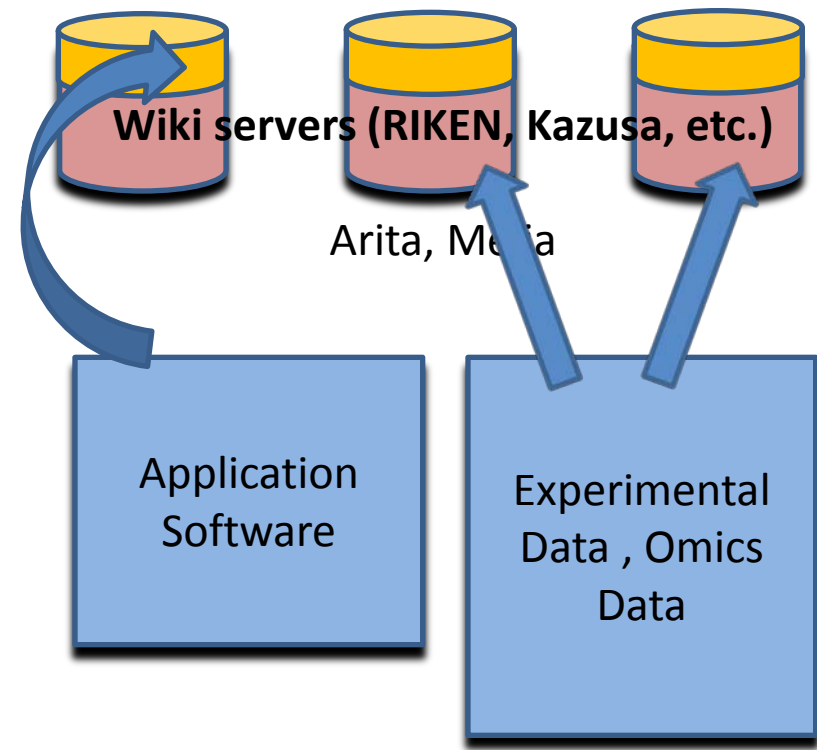 Wiki servers (RIKEN, Kazusa, etc.)
Arita,
Application
Software
Experimental
Data , Omics
Data